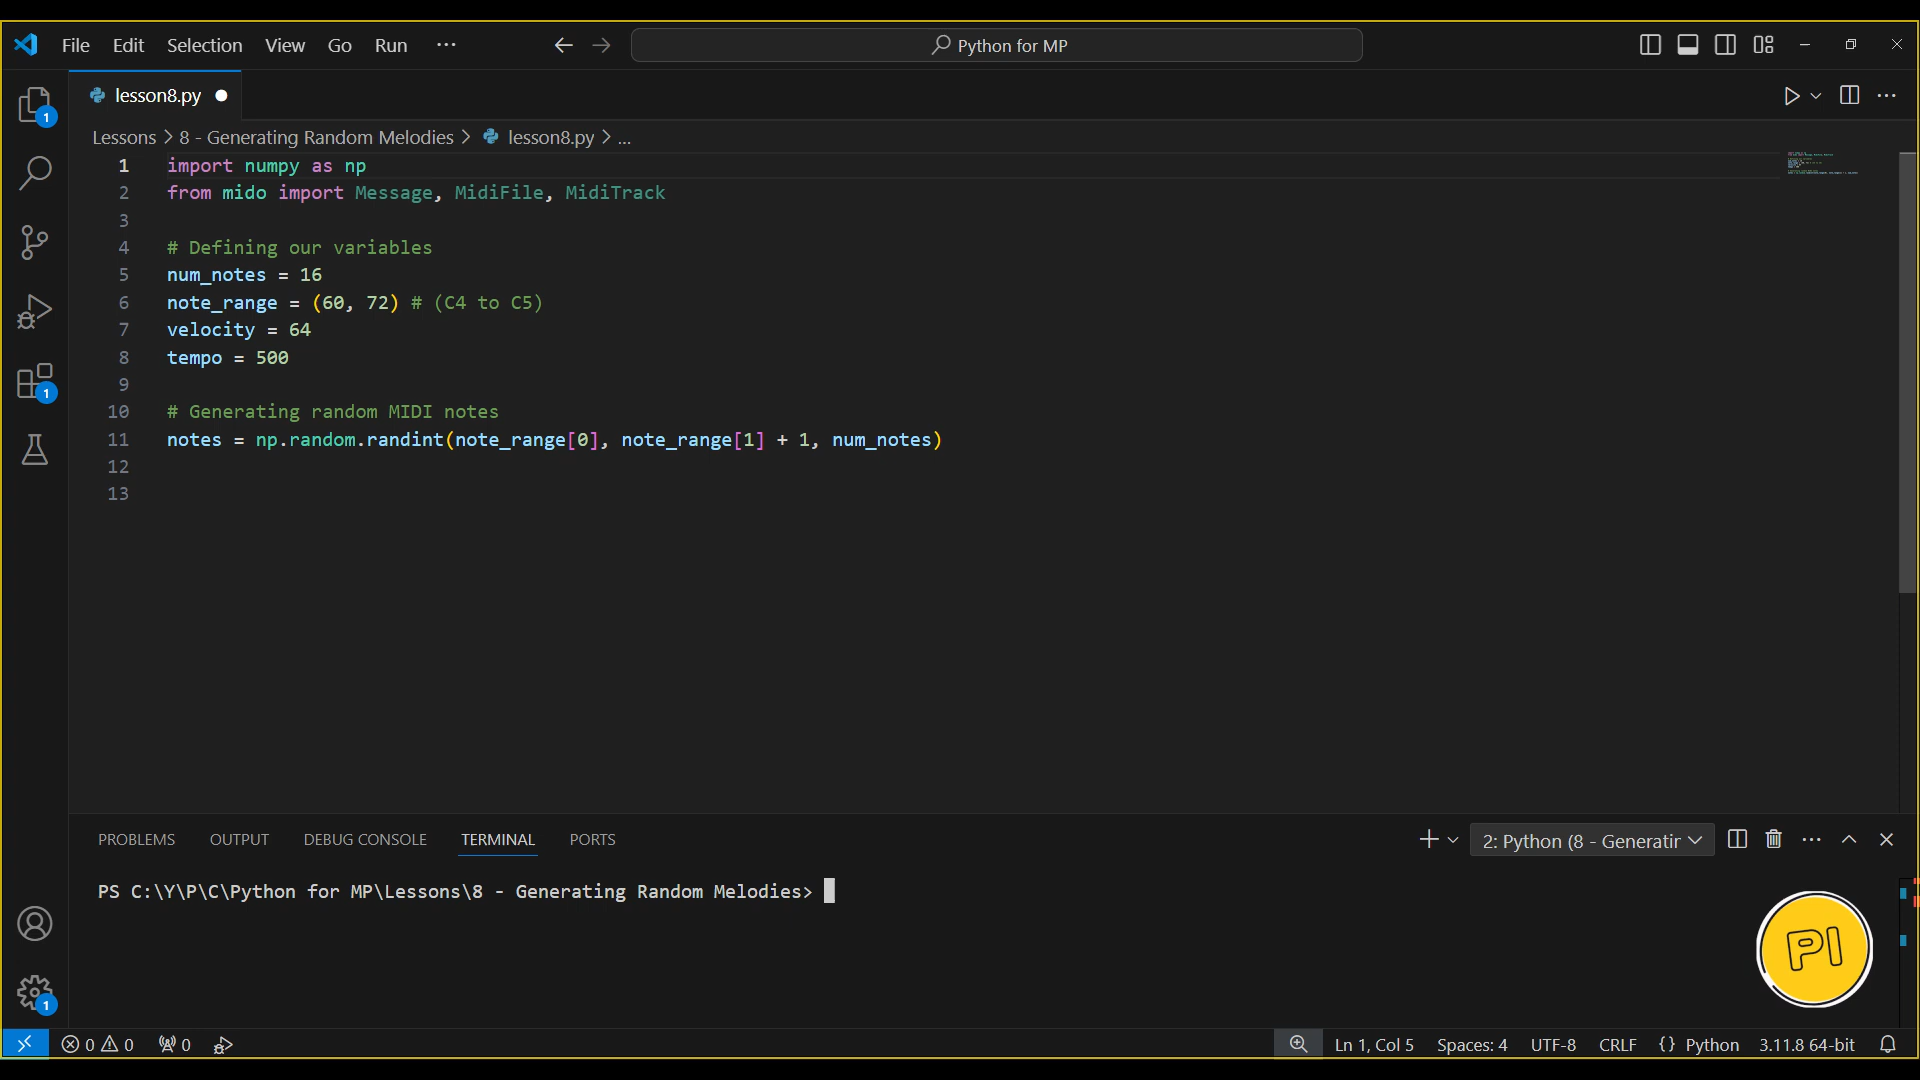 File Edit Selection View Go Run ... Python for MP
lesson8.py
Lessons > 8 - Generating Random Melodies > lesson8.py > ...
1 import numpy as np
2 from mido import Message, MidiFile, MidiTrack
3
4 # Defining our variables
5 num_notes = 16
6 note_range = (60, 72) # (C4 to C5)
7 velocity = 64
8 tempo = 500
9
10 # Generating random MIDI notes
11 notes = np.random.randint(note_range[0], note_range[1] + 1, num_notes)
12
13
1
1
1
PROBLEMS OUTPUT DEBUG CONSOLE TERMINAL PORTS 2: Python (8 - Generatir
PS C:\Y\P\C\Python for MP\Lessons\8 - Generating Random Melodies>
PI
0 0 0 Ln 1, Col 5 Spaces: 4 UTF-8 CRLF {} Python 3.11.8 64-bit